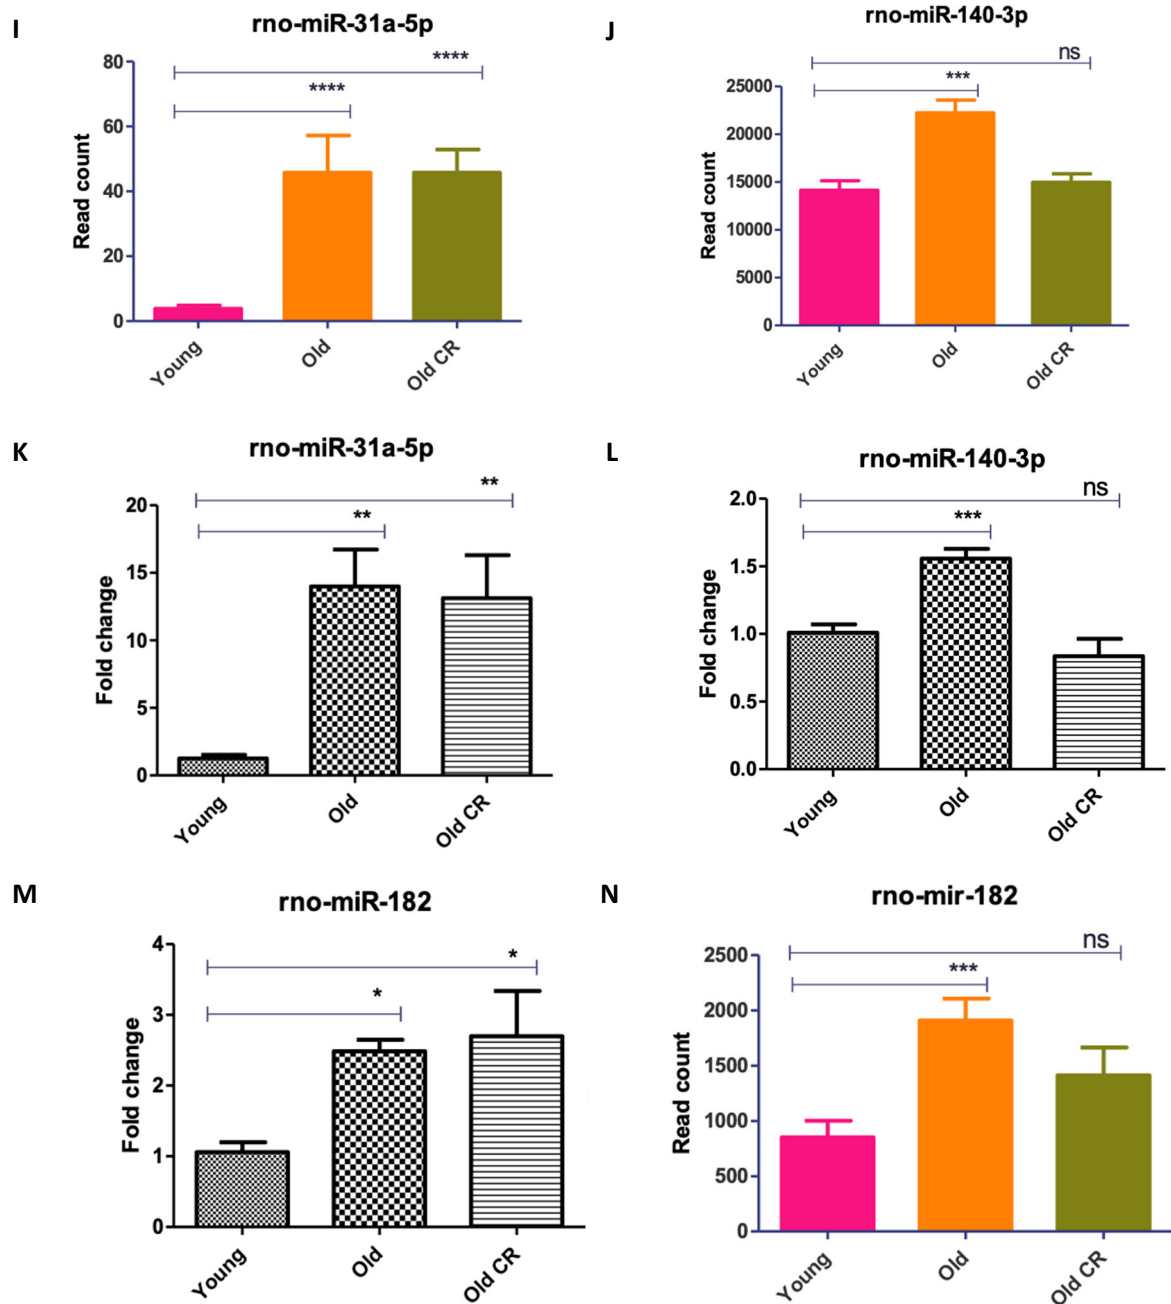 I
rno-miR-31a-5p
****
****
80
60
40
20
0
Read count
Young
Old
Old CR
J
rno-miR-140-3p
ns
***
25000
20000
15000
10000
5000
0
Read count
Young
Old
Old CR
K
rno-miR-31a-5p
**
**
20
15
10
5
0
Fold change
Young
Old
Old CR
L
rno-miR-140-3p
ns
***
2.0
1.5
1.0
0.5
0.0
Fold change
Young
Old
Old CR
M
rno-miR-182
*
*
4
3
2
1
0
Fold change
Young
Old
Old CR
N
rno-mir-182
ns
***
2500
2000
1500
1000
500
0
Read count
Young
Old
Old CR